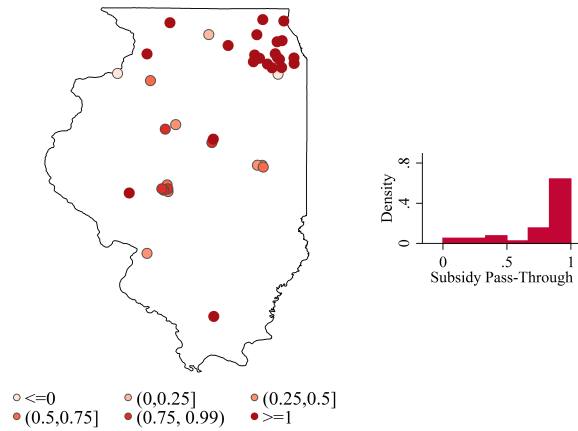 .8
.4
0
Density
0 .5 1
Subsidy Pass-Through
<=0 (0,0.25] (0.25,0.5]
(0.5,0.75] (0.75, 0.99) >=1